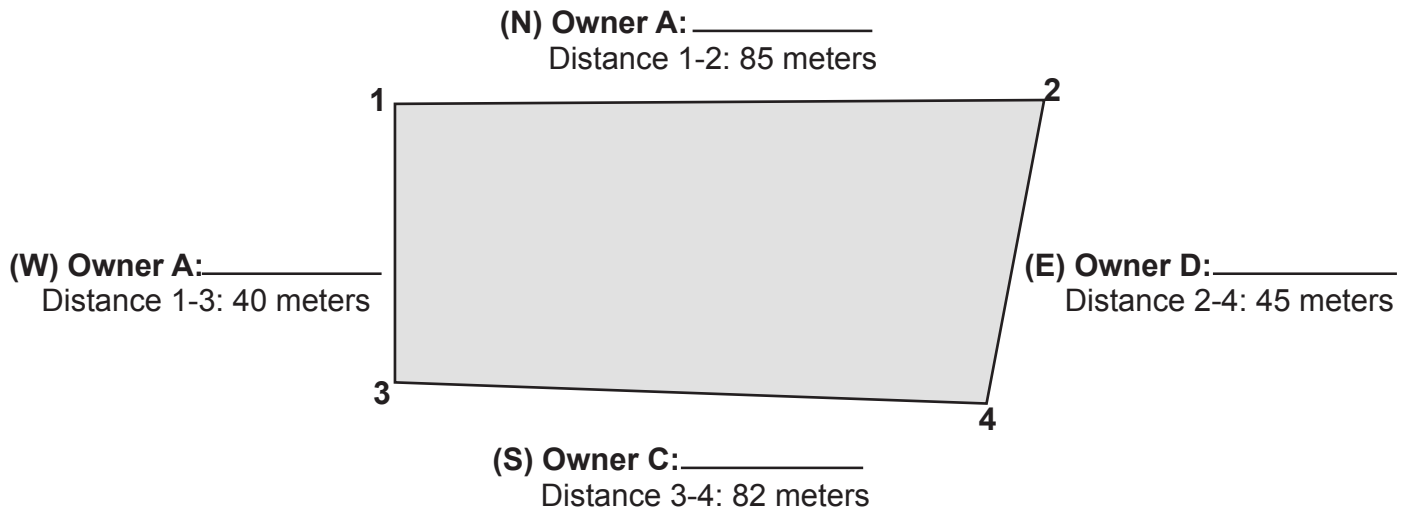 (N) Owner A:
Distance 1-2: 85 meters
1
2
(W) Owner A:
Distance 1-3: 40 meters
(E) Owner D:
Distance 2-4: 45 meters
3
4
(S) Owner C:
Distance 3-4: 82 meters